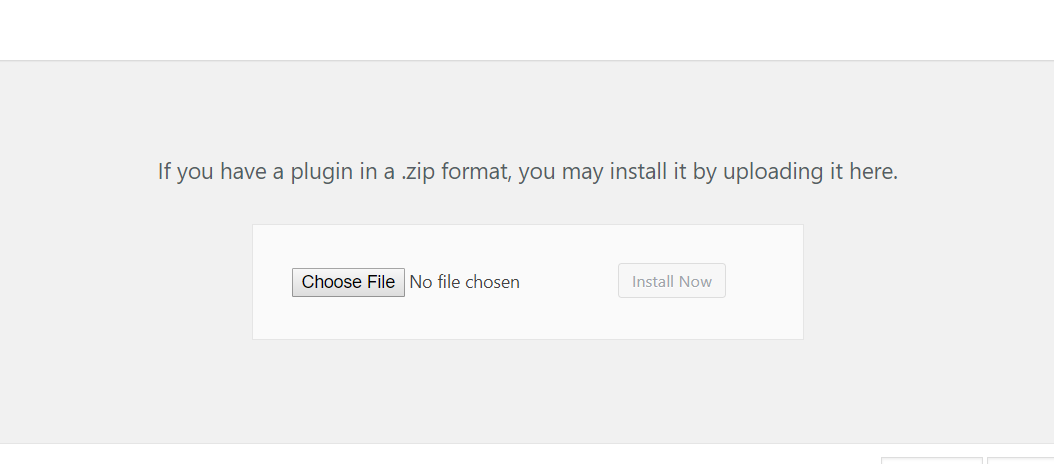 If you have a plugin in a .zip format, you may install it by uploading it here.
Choose File No file chosen Install Now